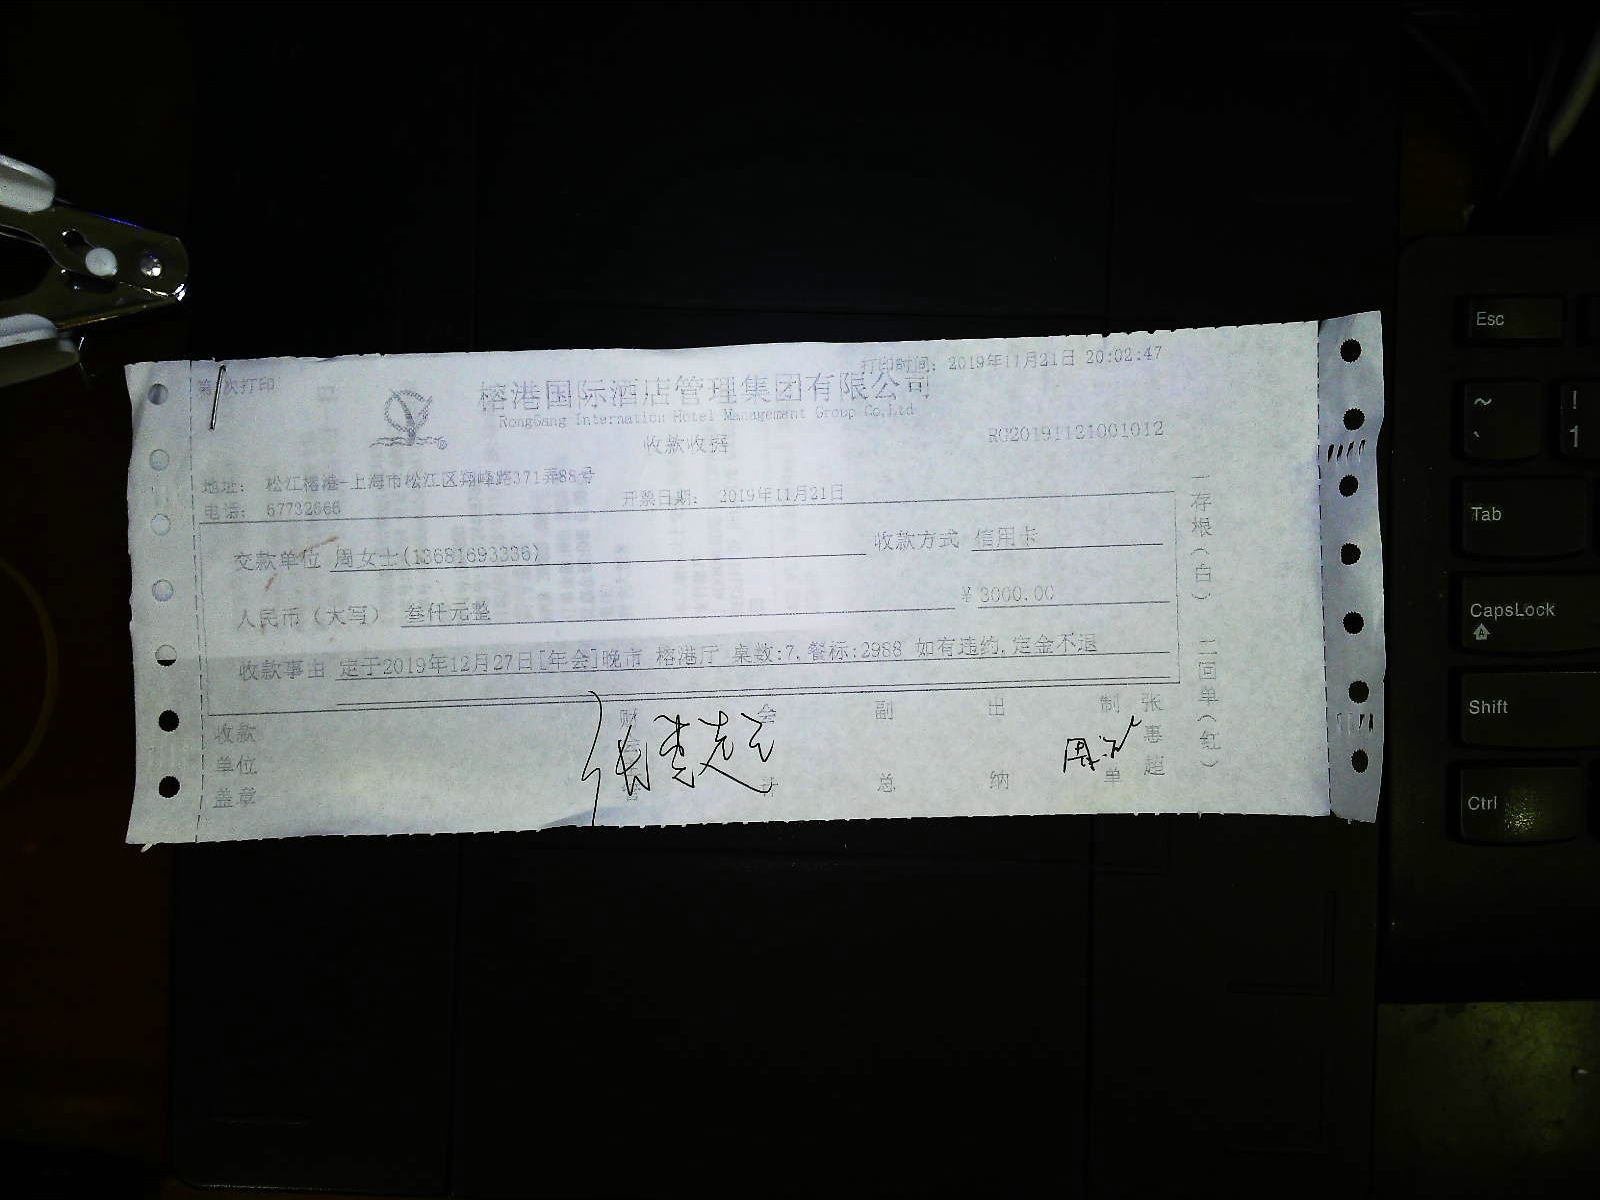 打印时间: 2019年11月21日 20:02:47
次打印
榕港国际酒店管理集团有限公司
RongGang Internation Hotel Management Group Co,Ltd
收款收据
RG20191121001012
地址: 松江榕港-上海市松江区翔峰路371弄88号
电话: 67732666
开票日期: 2019年11月21日
交款单位 周女士(13681693336)
收款方式 信用卡
人民币(大写) 叁仟元整
¥ 3000.00
收款事由 定于2019年12月27日[年会]晚市 榕港厅 桌数:7,餐标:2988 如有违约,定金不退
收款单位盖章
会计
副总
出纳
制单
张惠超
一存根(白) 二回单(红)
Esc
~
`
!
1
Tab
CapsLock
Shift
Ctrl